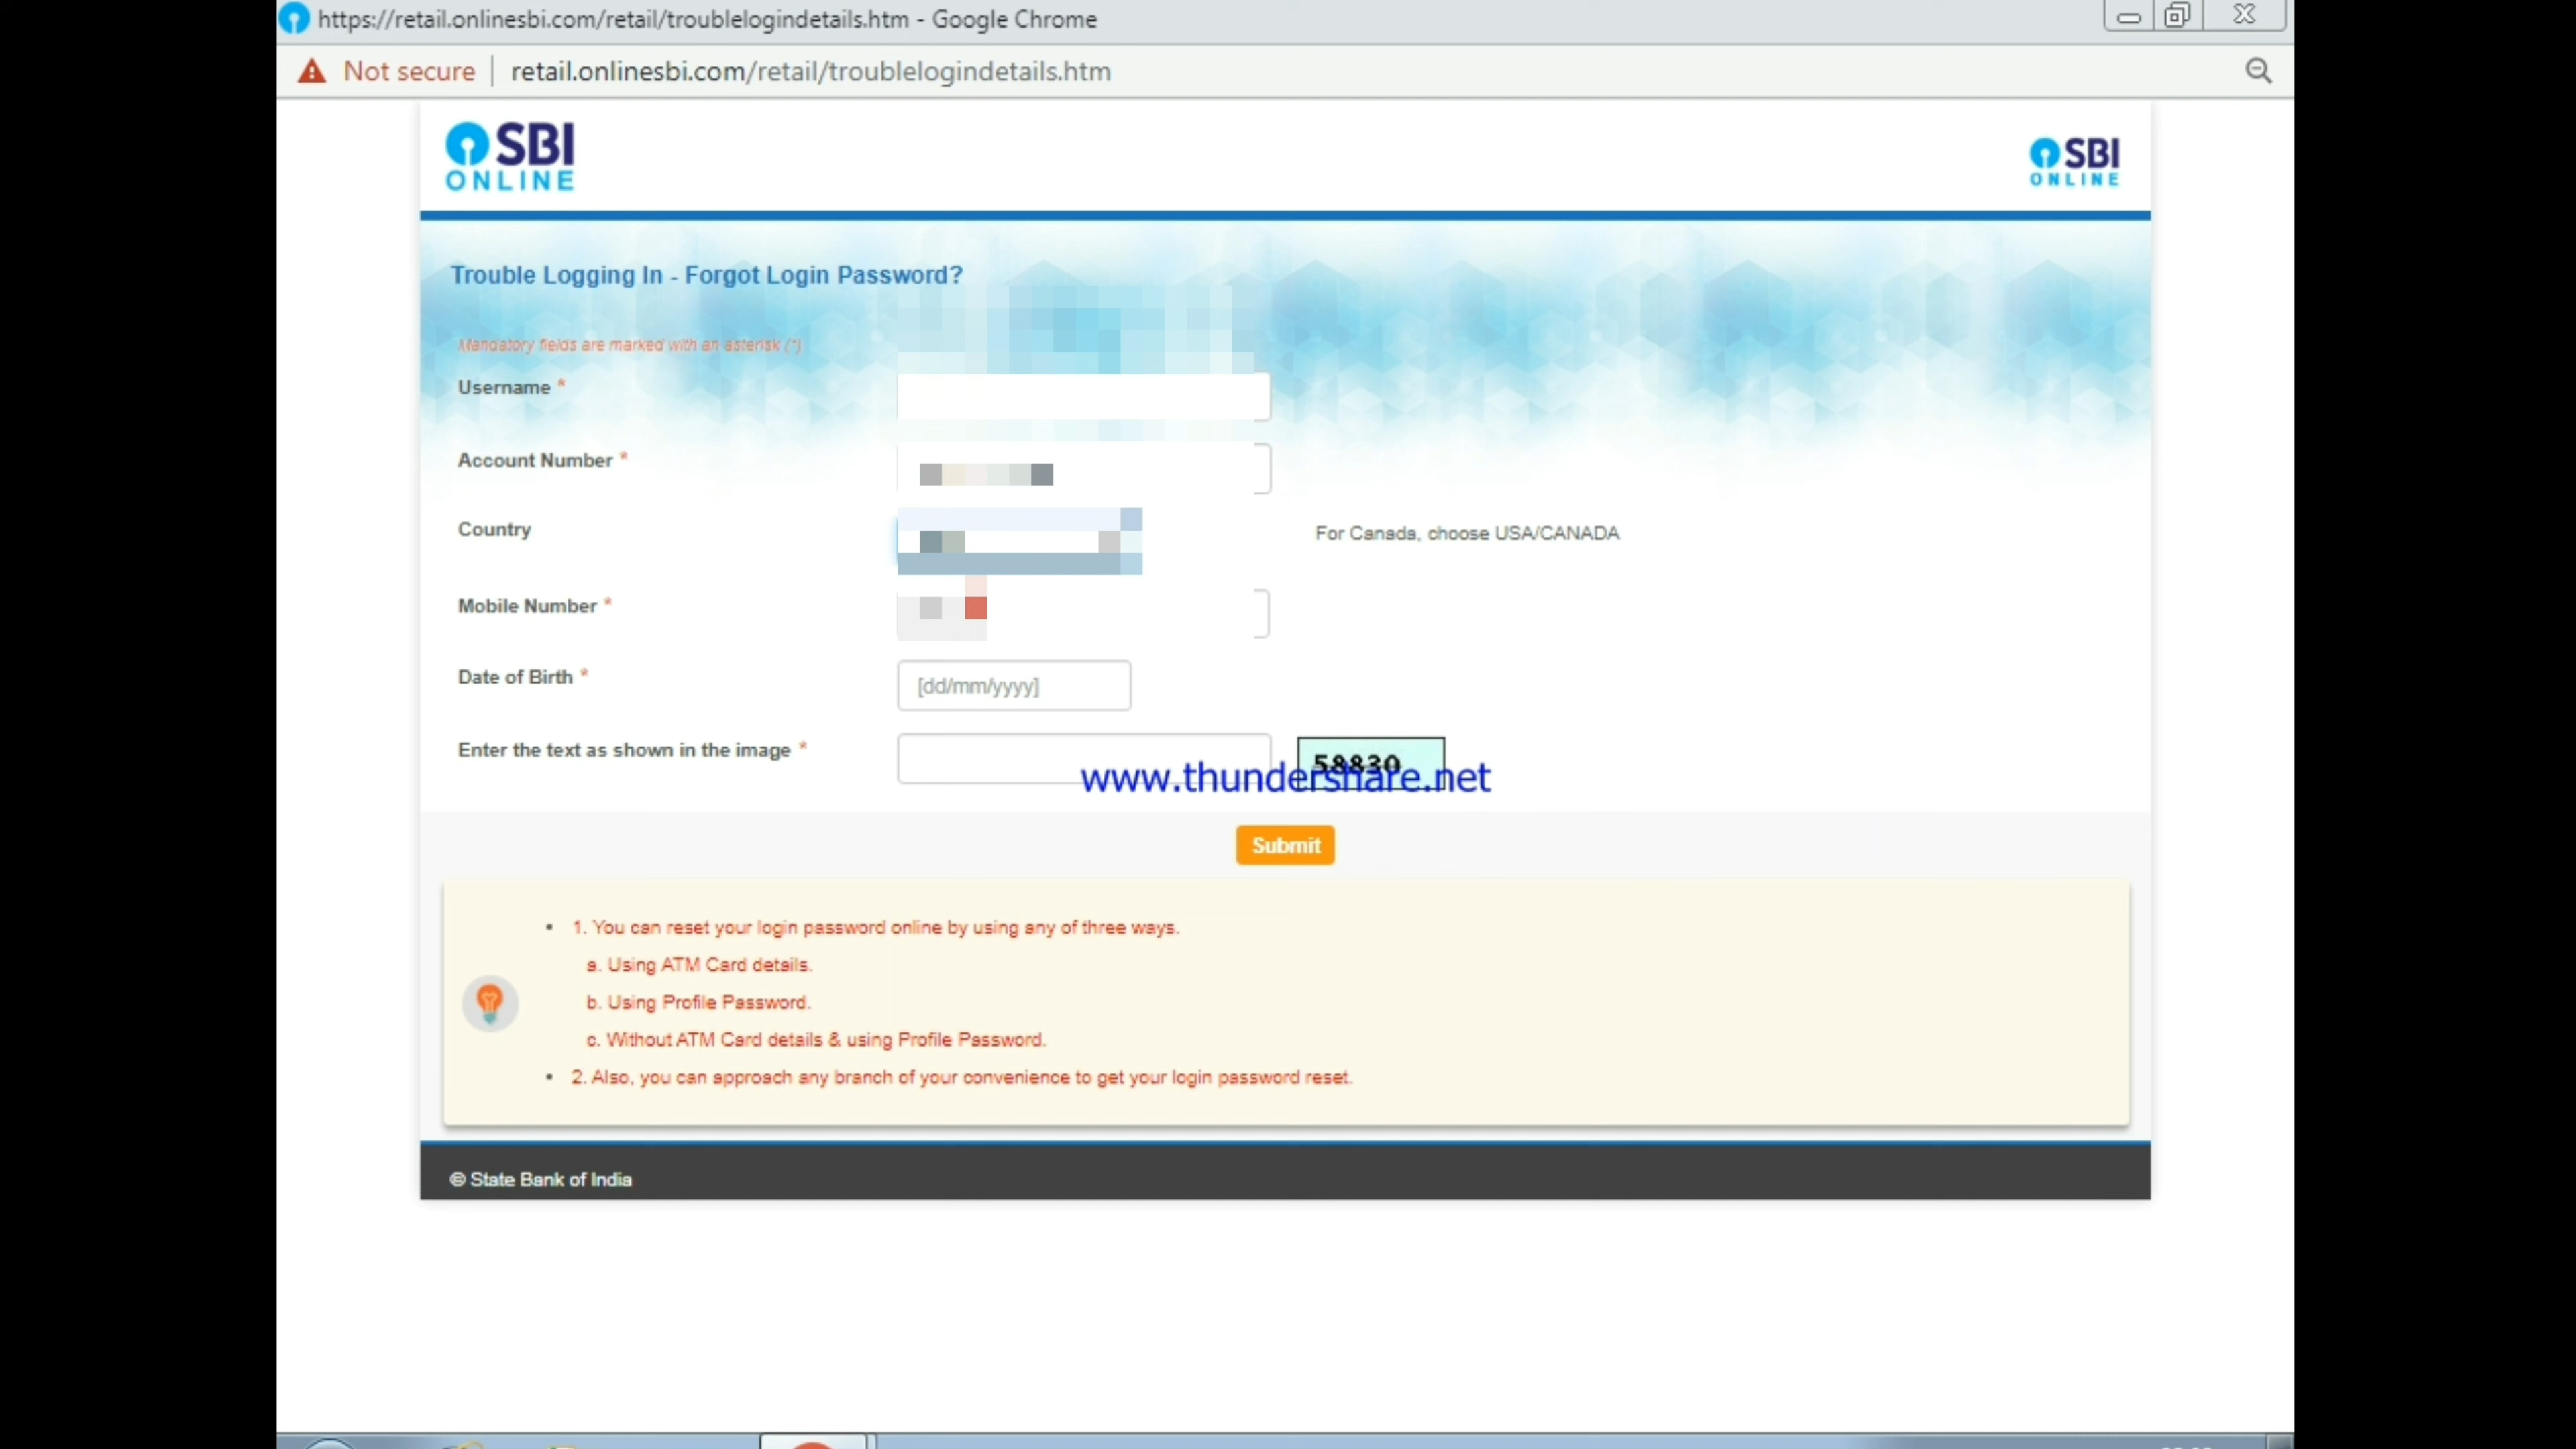 https://retail.onlinesbi.com/retail/troublelogindetails.htm - Google Chrome
Not secure retail.onlinesbi.com/retail/troublelogindetails.htm
SBI
ONLINE
SBI
ONLINE
Trouble Logging In - Forgot Login Password?
Mandatory fields are marked with an asterisk (*)
Username *
Account Number *
Country For Canada, choose USA/CANADA
Mobile Number *
Date of Birth * [dd/mm/yyyy]
Enter the text as shown in the image * 58830
www.thundershare.net
Submit
• 1. You can reset your login password online by using any of three ways.
a. Using ATM Card details.
b. Using Profile Password.
c. Without ATM Card details & using Profile Password.
• 2. Also, you can approach any branch of your convenience to get your login password reset.
© State Bank of India